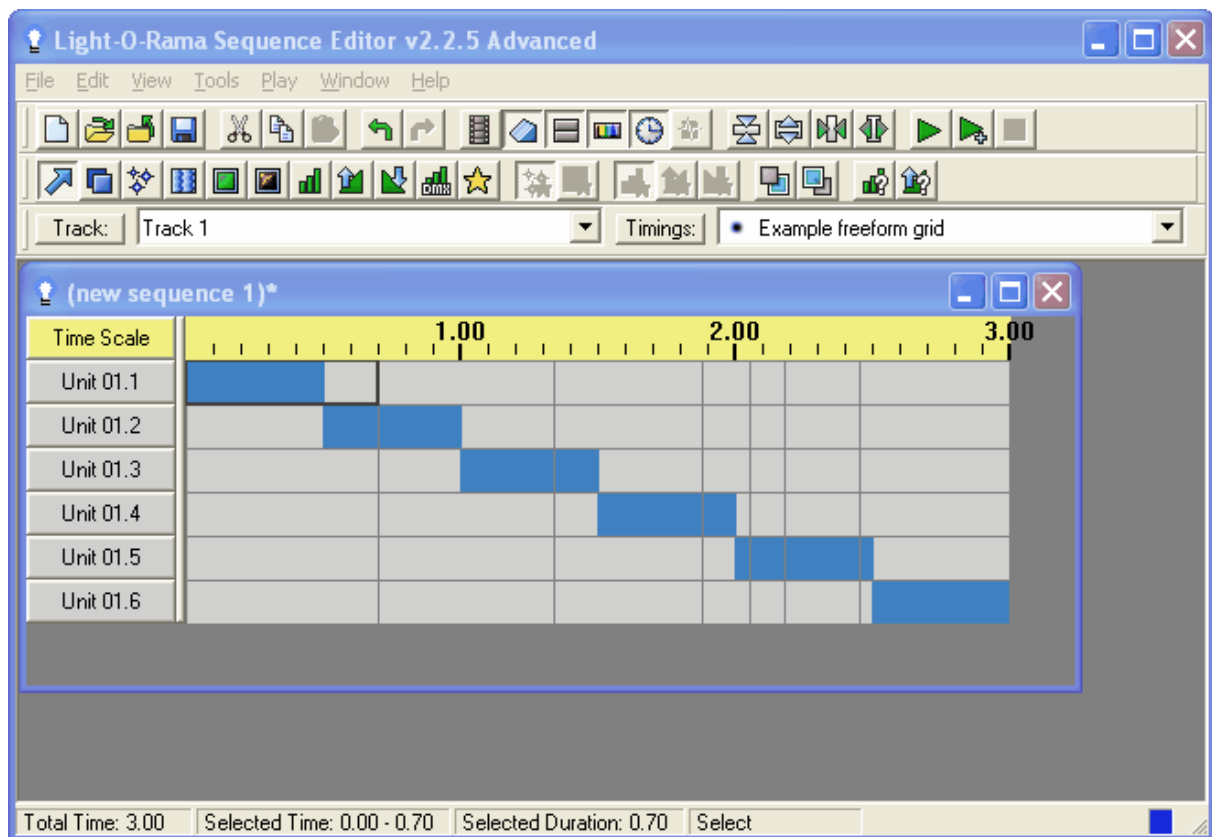 Light-O-Rama Sequence Editor v2.2.5 Advanced
File Edit View Tools Play Window Help
DMX
Track: Track 1 Timings: Example freeform grid
(new sequence 1)*
Time Scale 1.00 2.00 3.00
Unit 01.1
Unit 01.2
Unit 01.3
Unit 01.4
Unit 01.5
Unit 01.6
Total Time: 3.00 Selected Time: 0.00 - 0.70 Selected Duration: 0.70 Select